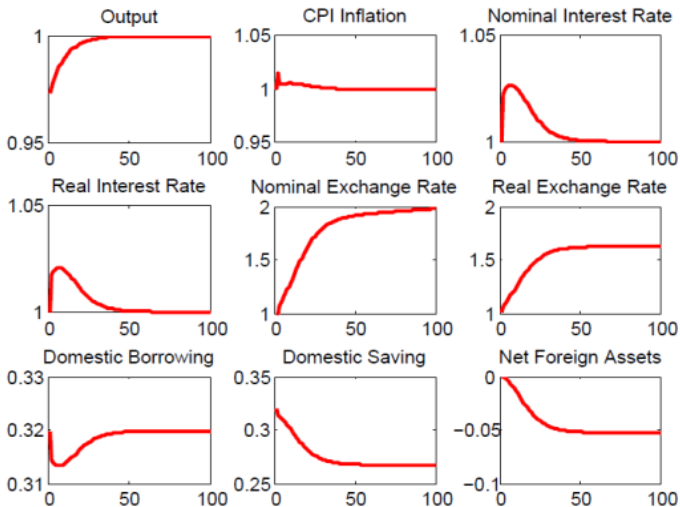 Output
CPI Inflation
Nominal Interest Rate
1
0.95
0 50 100
1.05
1
0.95
0 50 100
1.05
1
0 50 100
Real Interest Rate
Nominal Exchange Rate
Real Exchange Rate
1.05
1
0 50 100
2
1.5
1
0 50 100
2
1.5
1
0 50 100
Domestic Borrowing
Domestic Saving
Net Foreign Assets
0.33
0.32
0.31
0 50 100
0.35
0.3
0.25
0 50 100
0
−0.05
−0.1
0 50 100